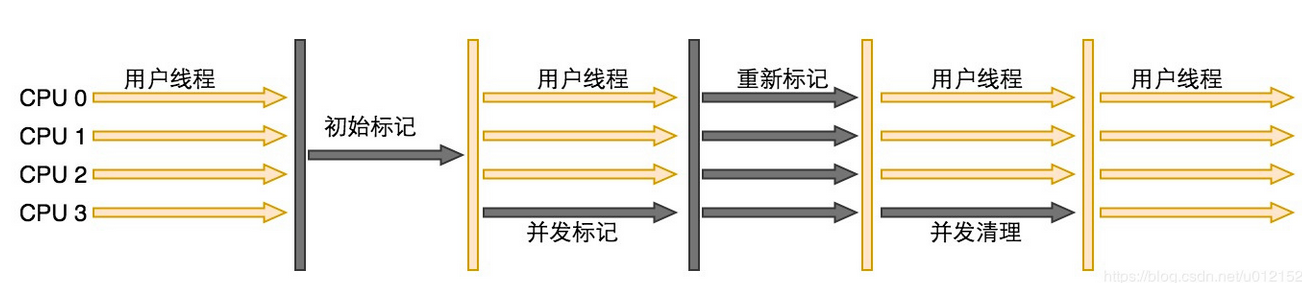 用户线程
用户线程
重新标记
用户线程
用户线程
CPU 0
初始标记
CPU 1
CPU 2
CPU 3
并发标记
并发清理
https://blog.csdn.net/u012152